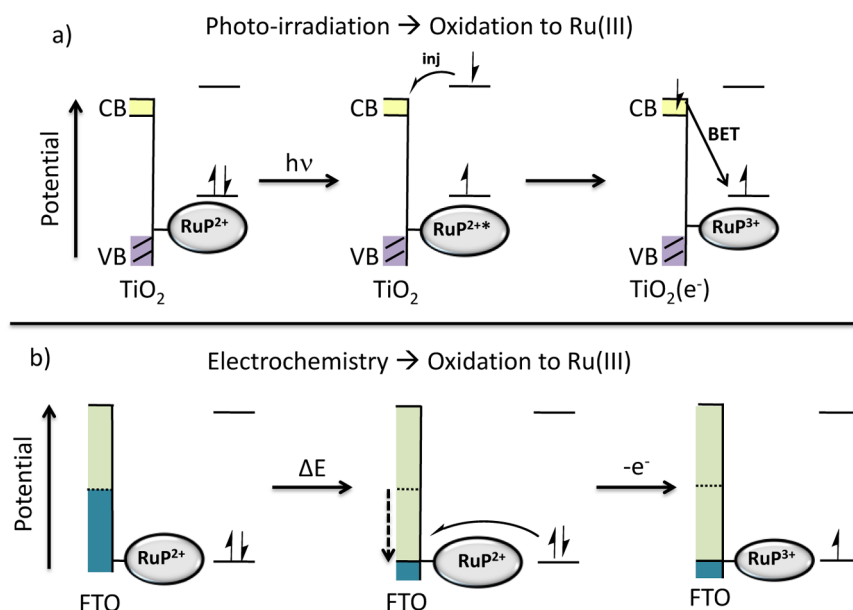 a)
Photo-irradiation → Oxidation to Ru(III)
Potential
CB
VB
TiO₂
RuP²⁺
hν
inj
RuP²⁺*
TiO₂
CB
VB
CB
VB
BET
RuP³⁺
TiO₂(e⁻)
b)
Electrochemistry → Oxidation to Ru(III)
Potential
RuP²⁺
FTO
ΔE
RuP²⁺
FTO
-e⁻
RuP³⁺
FTO